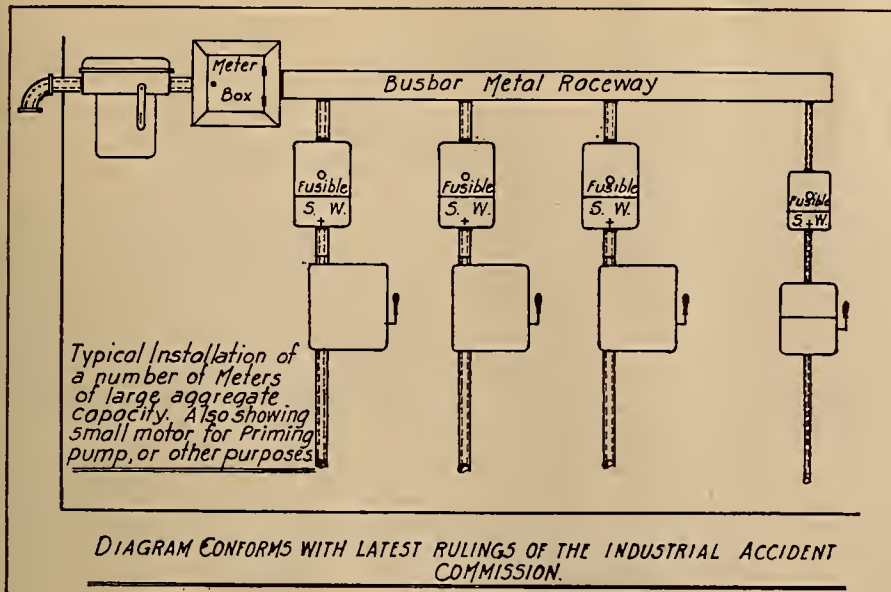 Meter
Box
Busbar Metal Raceway
Fusible
S. W.
Fusible
S. W.
Fusible
S. W.
Fusible
S. W.
Typical Installation of
a number of Meters
of large aggregate
capacity. Also showing
small motor for Priming
pump, or other purposes
DIAGRAM CONFORMS WITH LATEST RULINGS OF THE INDUSTRIAL ACCIDENT
COMMISSION.